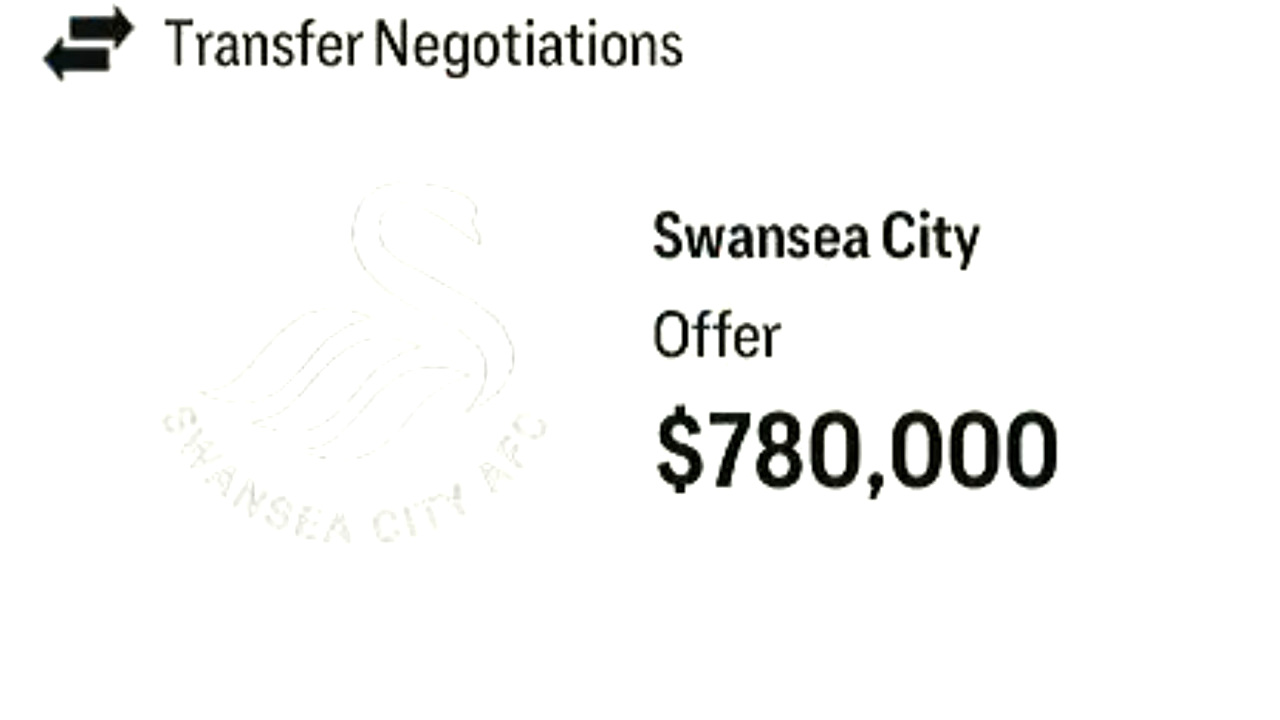 Transfer Negotiations
Swansea City
Offer
$780,000
SWANSEA CITY AFC